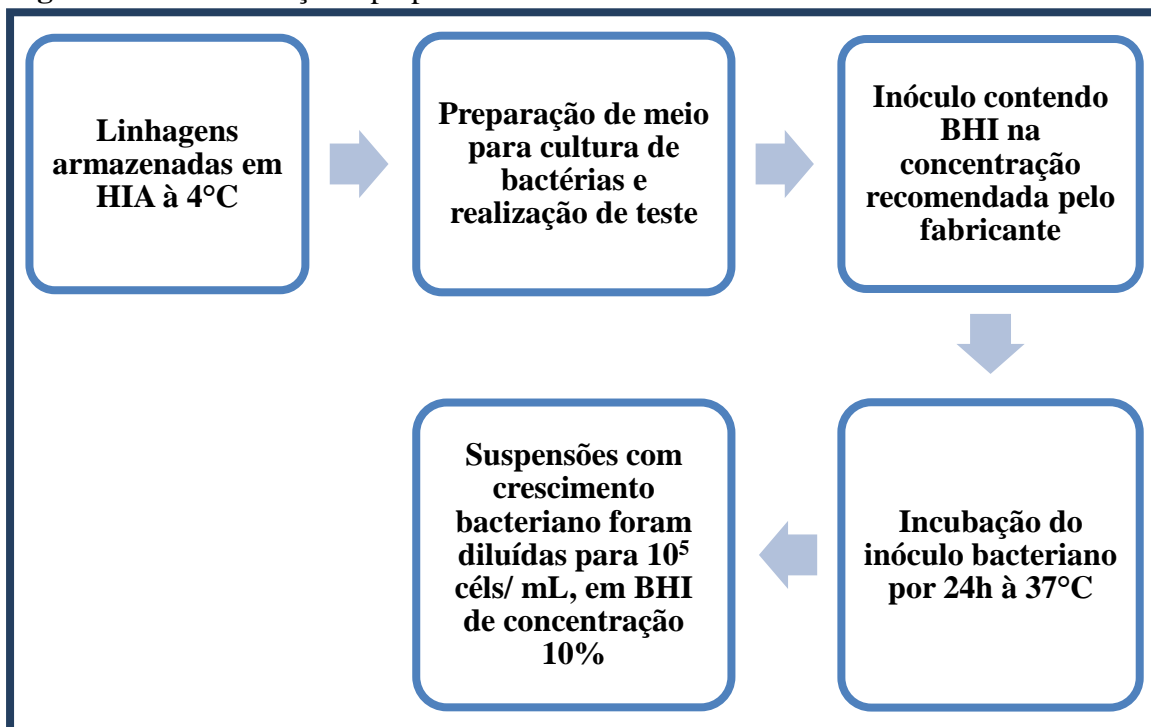 Linhagens
armazenadas em
HIA à 4°C
Preparação de meio
para cultura de
bactérias e
realização de teste
Inóculo contendo
BHI na
concentração
recomendada pelo
fabricante
Incubação do
inóculo bacteriano
por 24h à 37°C
Suspensões com
crescimento
bacteriano foram
diluídas para 10⁵
céls/ mL, em BHI
de concentração
10%